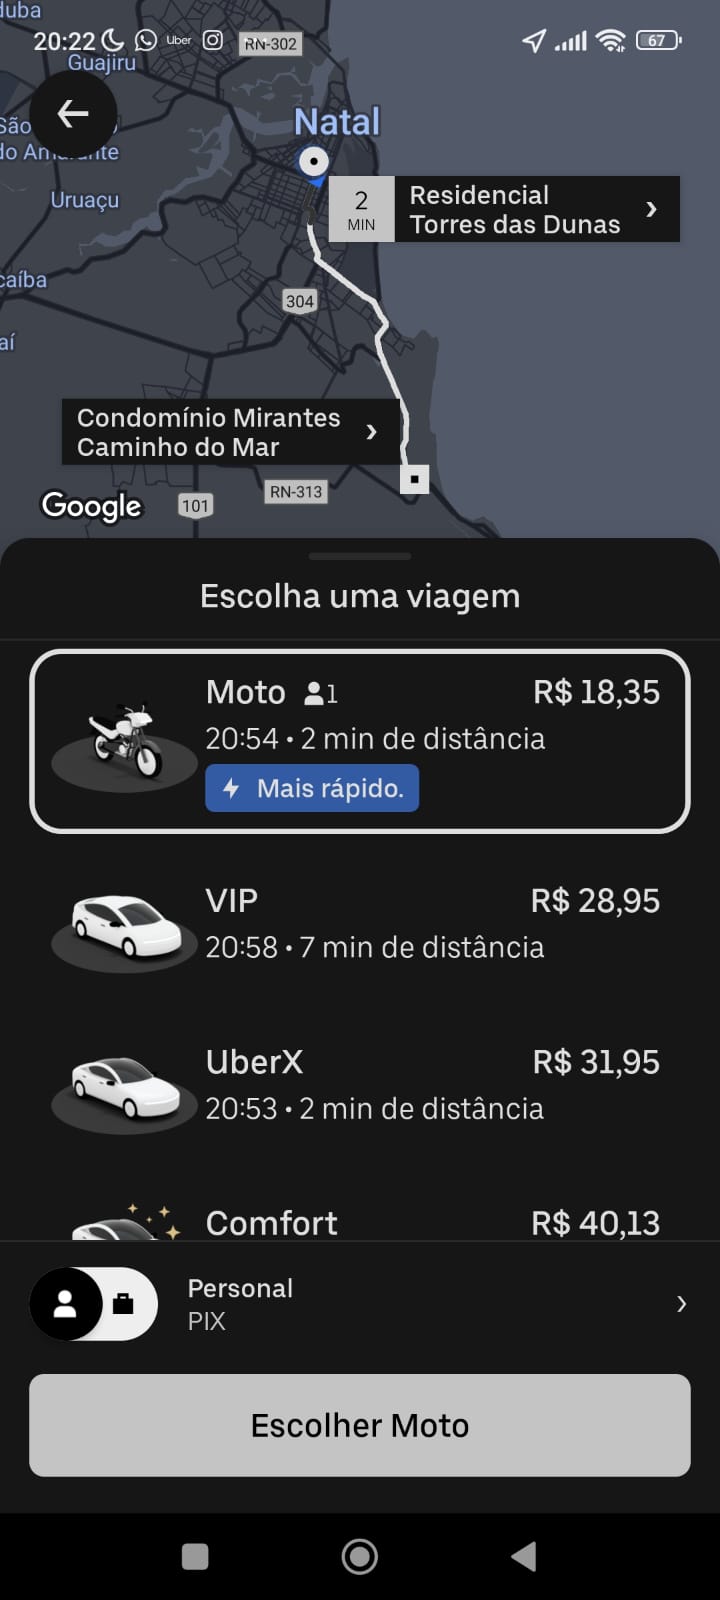 duba
20:22
Uber
RN-302
67
Guajiru
São
do Am
Natal
Uruaçu
2
MIN
Residencial
Torres das Dunas
caíba
304
aí
Condomínio Mirantes
Caminho do Mar
Google
101
RN-313
Escolha uma viagem
Moto 1 R$ 18,35
20:54 • 2 min de distância
Mais rápido.
VIP R$ 28,95
20:58 • 7 min de distância
UberX R$ 31,95
20:53 • 2 min de distância
Comfort R$ 40,13
Personal
PIX
Escolher Moto